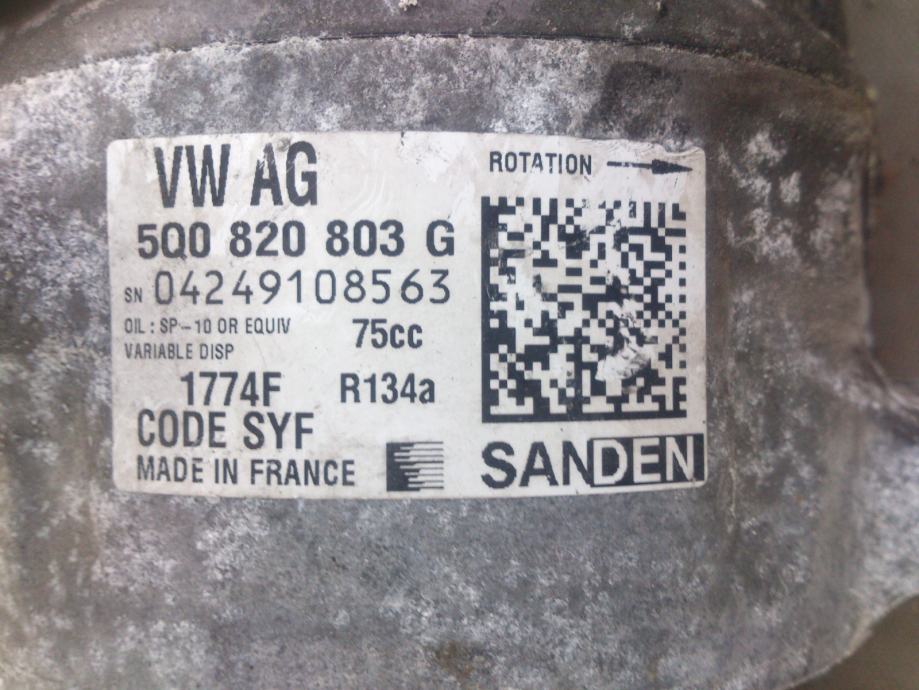 VW AG
ROTATION
5Q0 820 803 G
SN 04249108563
OIL : SP-10 OR EQUIV 75cc
VARIABLE DISP
1774F R134a
CODE SYF
MADE IN FRANCE
SANDEN